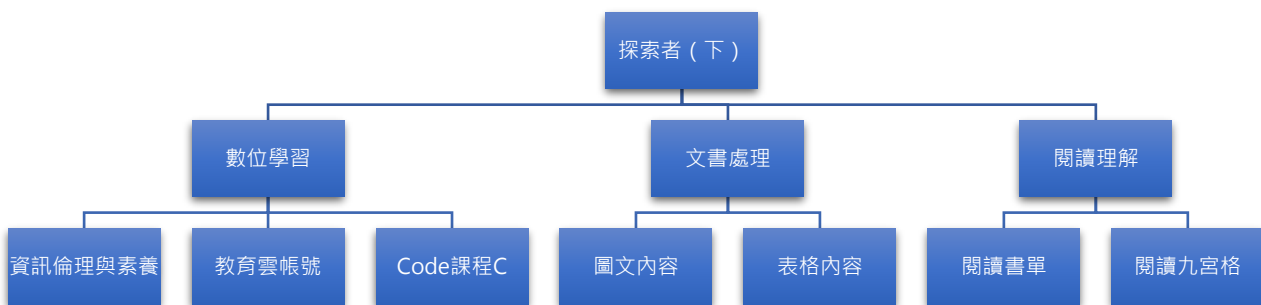 探索者（下）
數位學習
文書處理
閱讀理解
資訊倫理與素養
教育雲帳號
Code課程C
圖文內容
表格內容
閱讀書單
閱讀九宮格